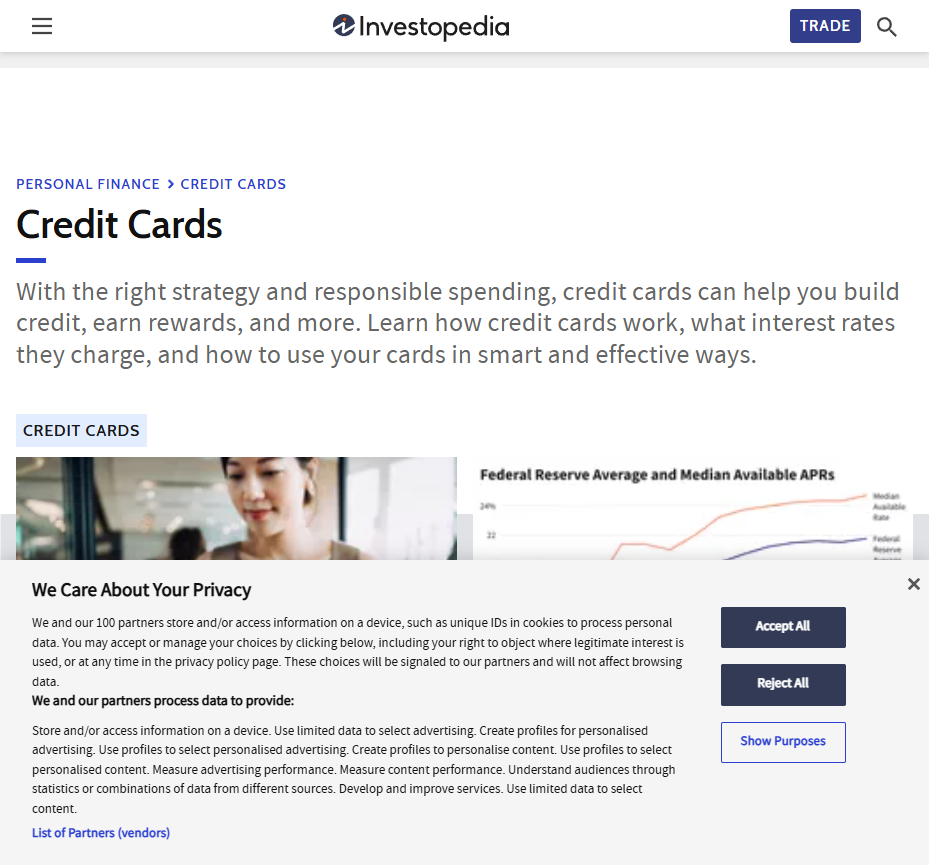 Investopedia
TRADE
PERSONAL FINANCE > CREDIT CARDS
Credit Cards
With the right strategy and responsible spending, credit cards can help you build
credit, earn rewards, and more. Learn how credit cards work, what interest rates
they charge, and how to use your cards in smart and effective ways.
CREDIT CARDS
Federal Reserve Average and Median Available APRs
24%
22
Median
Available
Rate
Federal
Reserve
We Care About Your Privacy
We and our 100 partners store and/or access information on a device, such as unique IDs in cookies to process personal
data. You may accept or manage your choices by clicking below, including your right to object where legitimate interest is
used, or at any time in the privacy policy page. These choices will be signaled to our partners and will not affect browsing
data.
We and our partners process data to provide:
Store and/or access information on a device. Use limited data to select advertising. Create profiles for personalised
advertising. Use profiles to select personalised advertising. Create profiles to personalise content. Use profiles to select
personalised content. Measure advertising performance. Measure content performance. Understand audiences through
statistics or combinations of data from different sources. Develop and improve services. Use limited data to select
content.
List of Partners (vendors)
Accept All
Reject All
Show Purposes